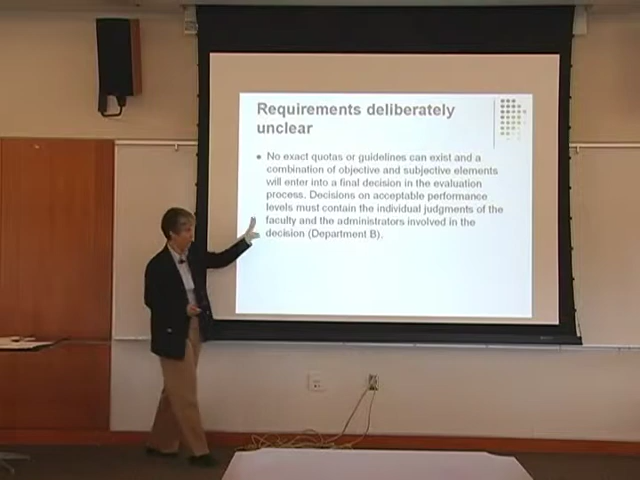 Requirements deliberately
unclear
No exact quotas or guidelines can exist and a
combination of objective and subjective elements
will enter into a final decision in the evaluation
process. Decisions on acceptable performance
levels must contain the individual judgments of the
faculty and the administrators involved in the
decision (Department B).